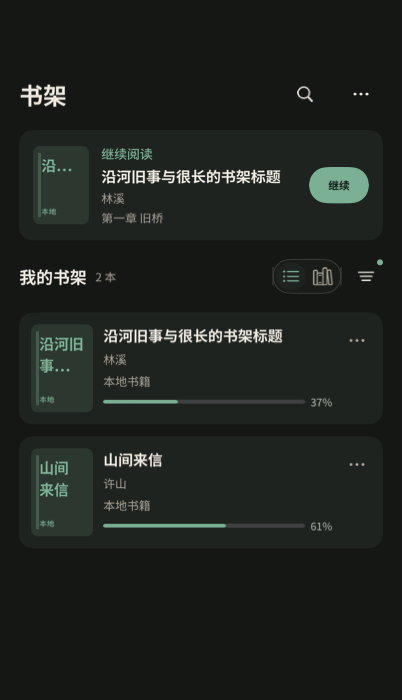 书架
沿…
本地
继续阅读
沿河旧事与很长的书架标题
林溪
第一章 旧桥
继续
我的书架 2 本
沿河旧
事…
本地
沿河旧事与很长的书架标题
林溪
本地书籍
37%
山间
来信
本地
山间来信
许山
本地书籍
61%